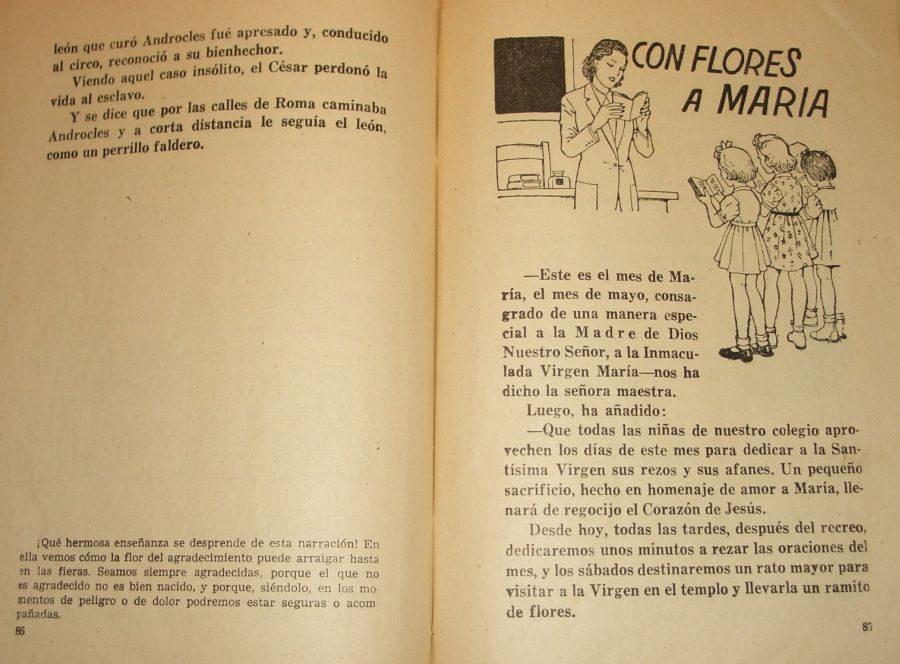 león que curó Androcles fué apresado y, conducido
al circo, reconoció a su bienhechor.
Viendo aquel caso insólito, el César perdonó la
vida al esclavo.
Y se dice que por las calles de Roma caminaba
Androcles y a corta distancia le seguía el león,
como un perrillo faldero.
¡Qué hermosa enseñanza se desprende de esta narración! En
ella vemos cómo la flor del agradecimiento puede arraigar hasta
en las fieras. Seamos siempre agradecidas, porque el que no
es agradecido no es bien nacido, y porque, siéndolo, en los mo
mentos de peligro o de dolor podremos estar seguras o acom
pañadas.
86
CON FLORES
A MARIA
—Este es el mes de Ma-
ría, el mes de mayo, consa-
grado de una manera espe-
cial a la Madre de Dios
Nuestro Señor, a la Inmacu-
lada Virgen María—nos ha
dicho la señora maestra.
Luego, ha añadido:
—Que todas las niñas de nuestro colegio apro-
vechen los días de este mes para dedicar a la San-
tísima Virgen sus rezos y sus afanes. Un pequeño
sacrificio, hecho en homenaje de amor a María, lle-
nará de regocijo el Corazón de Jesús.
Desde hoy, todas las tardes, después del recreo,
dedicaremos unos minutos a rezar las oraciones del
mes, y los sábados destinaremos un rato mayor para
visitar a la Virgen en el templo y llevarla un ramito
de flores.
87